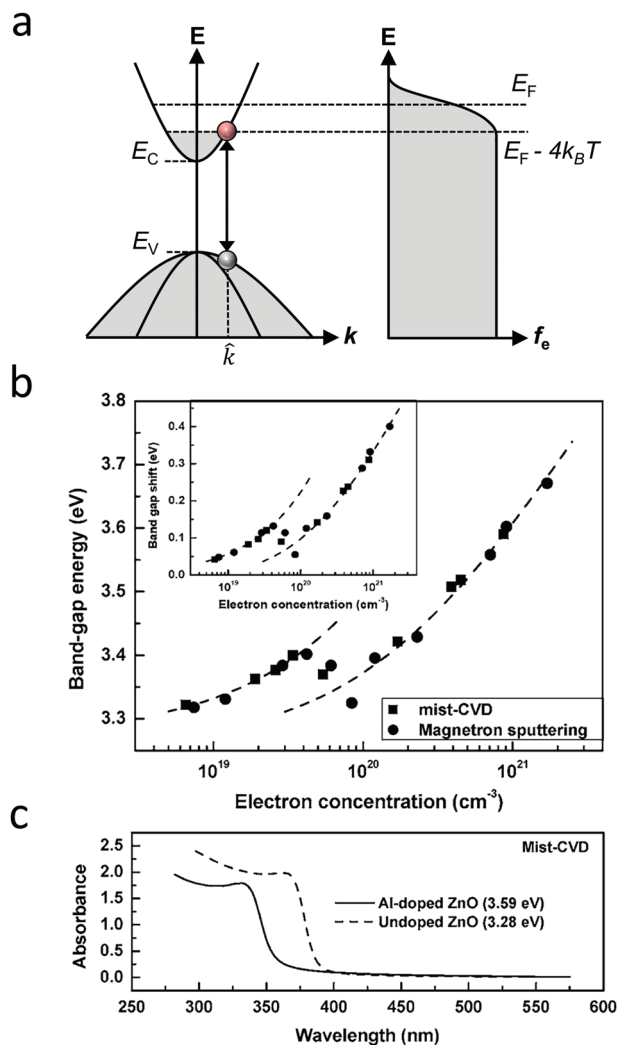 a
E
E
E_F
E_C
E_F - 4k_BT
E_V
k̂
k
f_e
b
3.8
3.7
3.6
3.5
3.4
3.3
Band-gap energy (eV)
0.4
0.3
0.2
0.1
0.0
Band gap shift (eV)
10^19
10^20
10^21
Electron concentration (cm^-3)
mist-CVD
Magnetron sputtering
10^19
10^20
10^21
Electron concentration (cm^-3)
c
2.5
2.0
1.5
1.0
0.5
0.0
Absorbance
Mist-CVD
Al-doped ZnO (3.59 eV)
Undoped ZnO (3.28 eV)
250
300
350
400
450
500
550
600
Wavelength (nm)